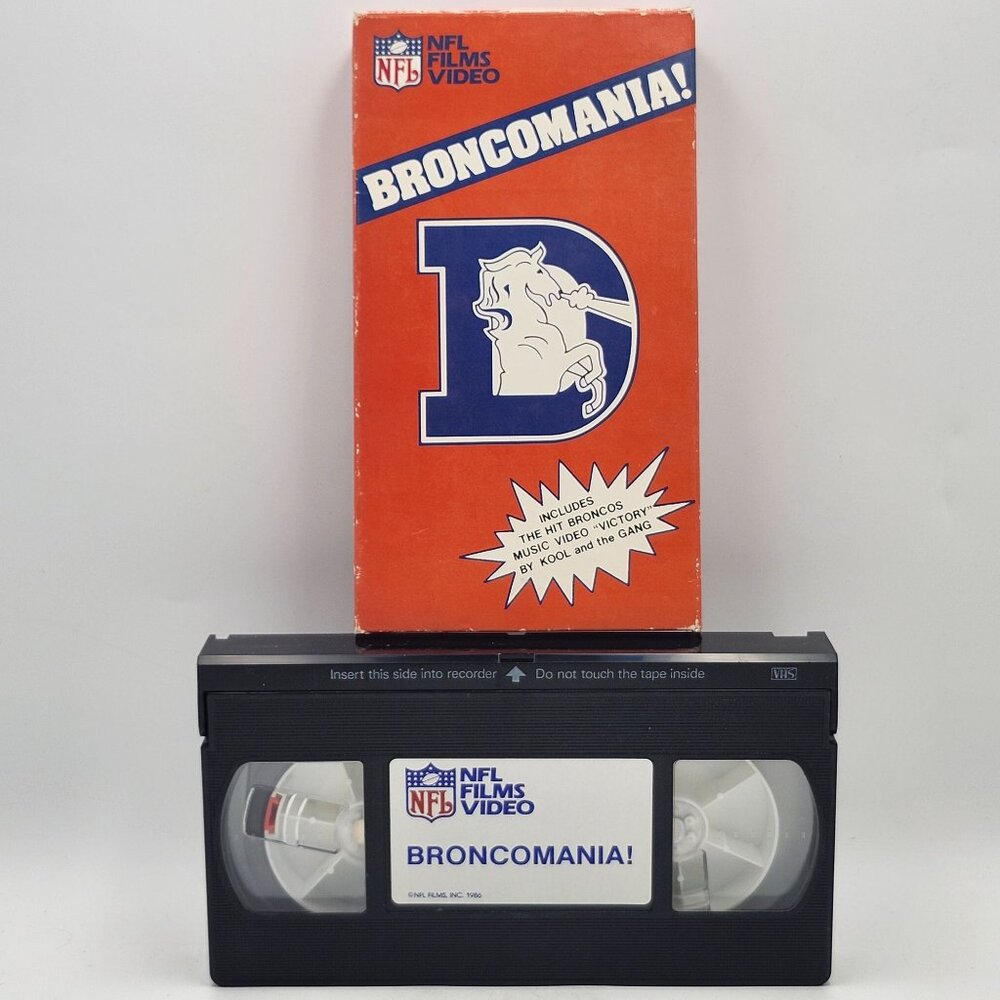 NFL
NFL
FILMS
VIDEO
BRONCOMANIA!
D
INCLUDES
THE HIT BRONCOS
MUSIC VIDEO "VICTORY"
BY KOOL and the GANG
Insert this side into recorder Do not touch the tape inside VHS
NFL
NFL
FILMS
VIDEO
BRONCOMANIA!
©NFL FILMS, INC. 1986